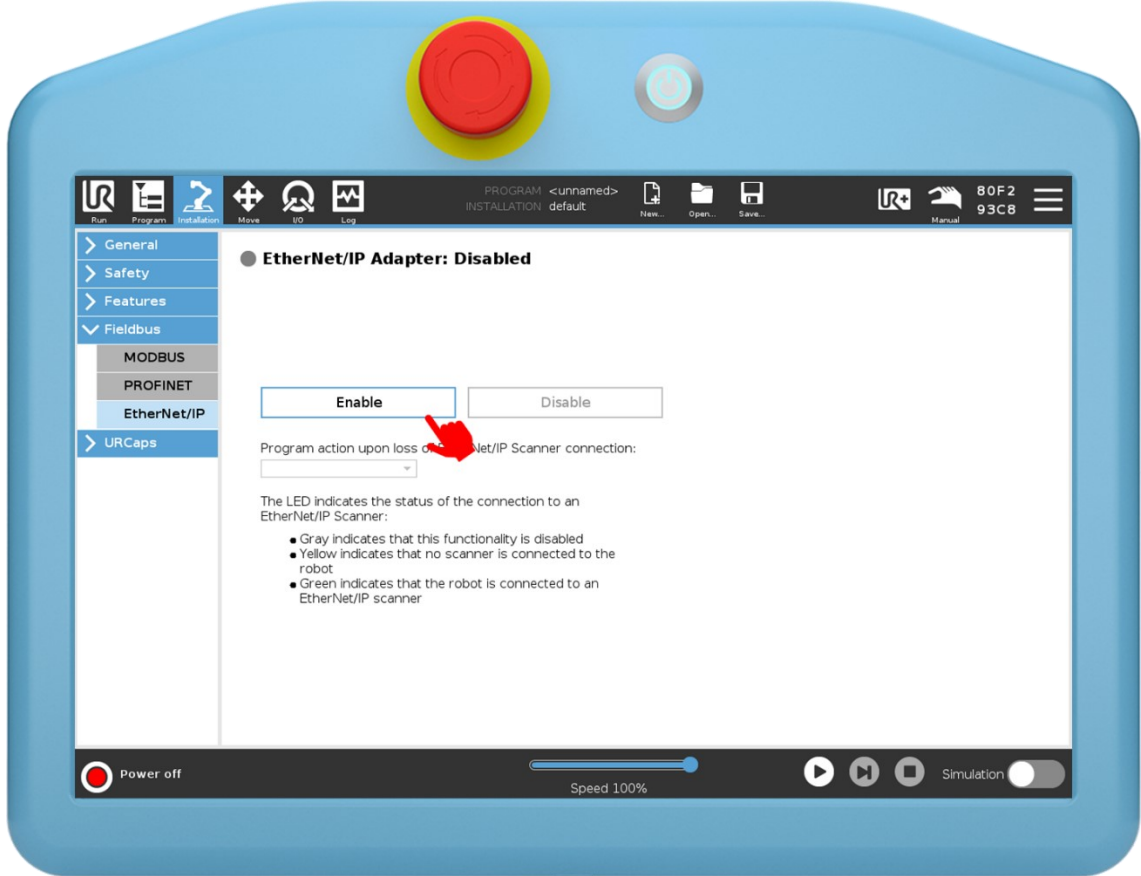 PROGRAM <unnamed>
INSTALLATION default
Run Program Installation Move I/O Log New... Open... Save... UR+ Manual 80F2
93C8
General
Safety
Features
Fieldbus
MODBUS
PROFINET
EtherNet/IP
URCaps
EtherNet/IP Adapter: Disabled
Enable Disable
Program action upon loss of Net/IP Scanner connection:
The LED indicates the status of the connection to an
EtherNet/IP Scanner:
Gray indicates that this functionality is disabled
Yellow indicates that no scanner is connected to the
robot
Green indicates that the robot is connected to an
EtherNet/IP scanner
Power off
Speed 100%
Simulation